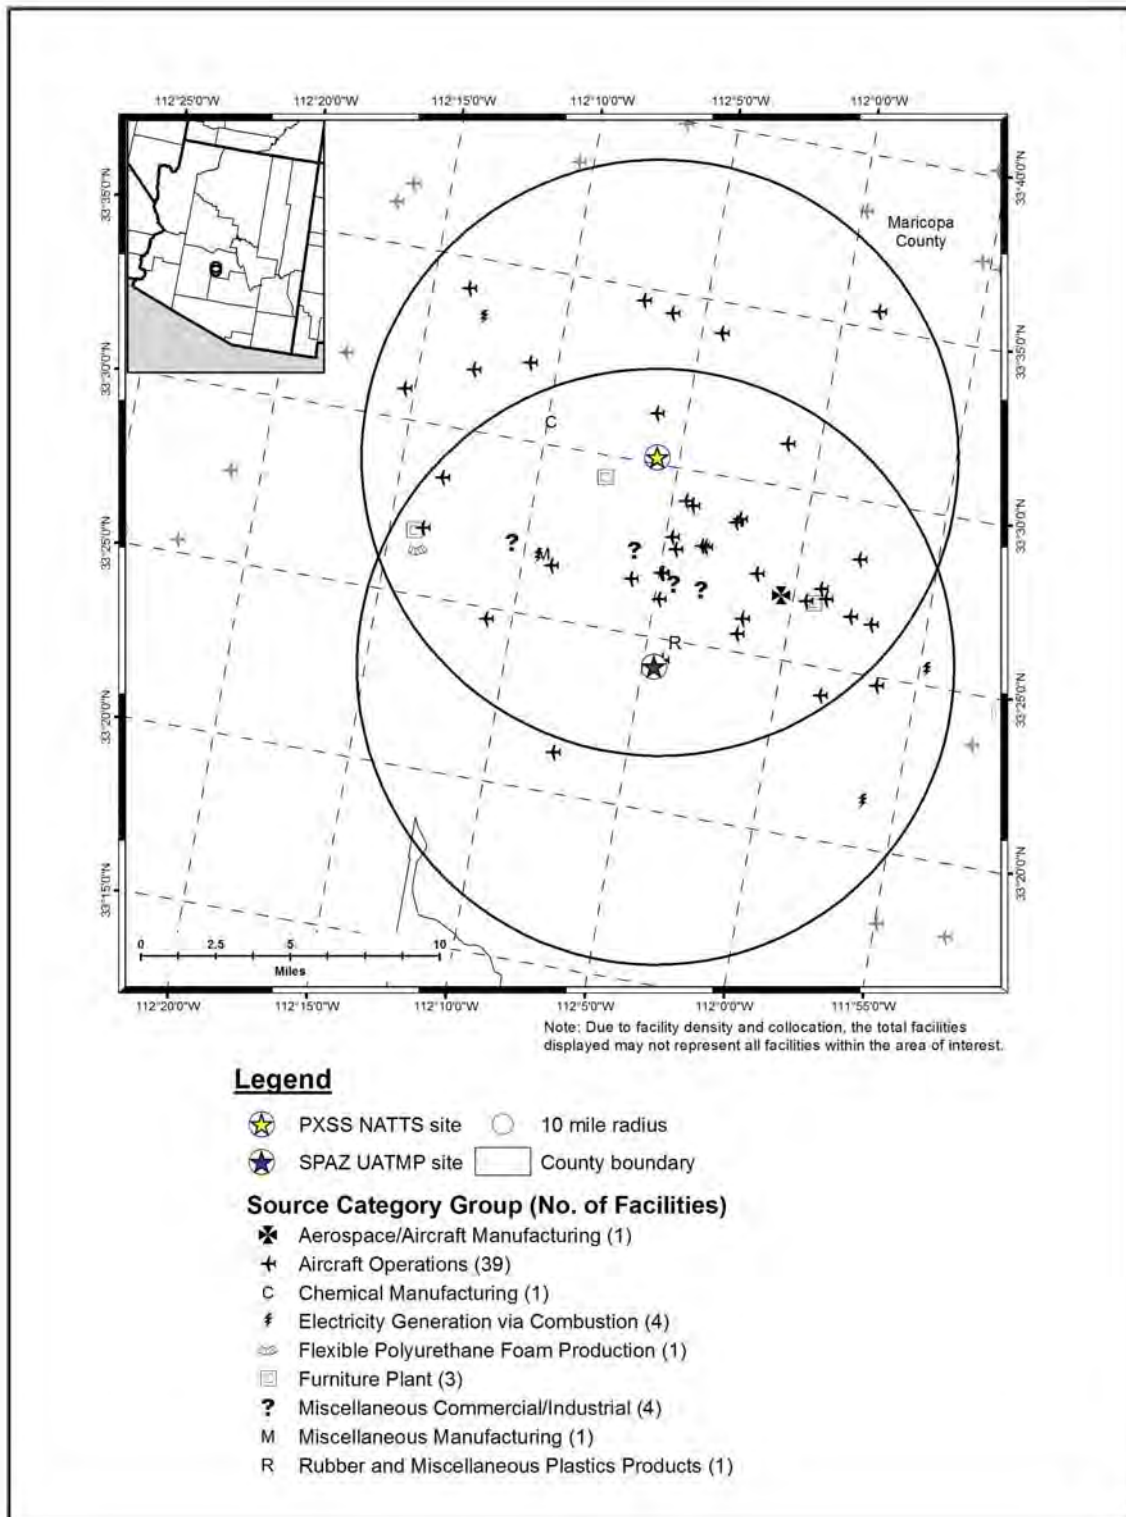 112°25'0"W 112°20'0"W 112°15'0"W 112°10'0"W 112°5'0"W 112°0'0"W
33°35'0"N
33°30'0"N
33°25'0"N
33°20'0"N
33°15'0"N
33°40'0"N
33°35'0"N
33°30'0"N
33°25'0"N
33°20'0"N
Maricopa
County
C
?
?
M
?
?
R
0 2.5 5 10
Miles
112°20'0"W 112°15'0"W 112°10'0"W 112°5'0"W 112°0'0"W 111°55'0"W
Note: Due to facility density and collocation, the total facilities
displayed may not represent all facilities within the area of interest.
Legend
PXSS NATTS site 10 mile radius
SPAZ UATMP site County boundary
Source Category Group (No. of Facilities)
Aerospace/Aircraft Manufacturing (1)
Aircraft Operations (39)
C Chemical Manufacturing (1)
Electricity Generation via Combustion (4)
Flexible Polyurethane Foam Production (1)
Furniture Plant (3)
? Miscellaneous Commercial/Industrial (4)
M Miscellaneous Manufacturing (1)
R Rubber and Miscellaneous Plastics Products (1)